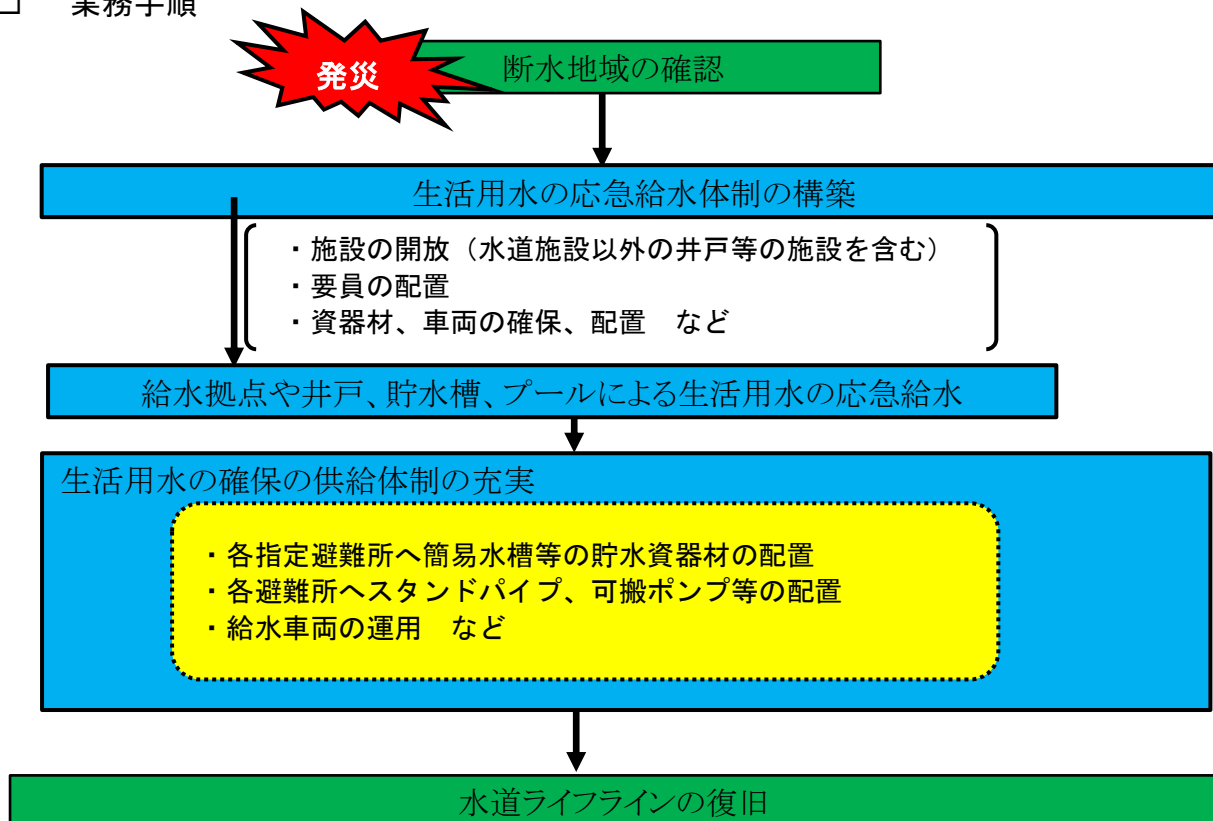 業務手順
発災
断水地域の確認
生活用水の応急給水体制の構築
・施設の開放（水道施設以外の井戸等の施設を含む）
・要員の配置
・資器材、車両の確保、配置　など
給水拠点や井戸、貯水槽、プールによる生活用水の応急給水
生活用水の確保の供給体制の充実
・各指定避難所へ簡易水槽等の貯水資器材の配置
・各避難所へスタンドパイプ、可搬ポンプ等の配置
・給水車両の運用　など
水道ライフラインの復旧